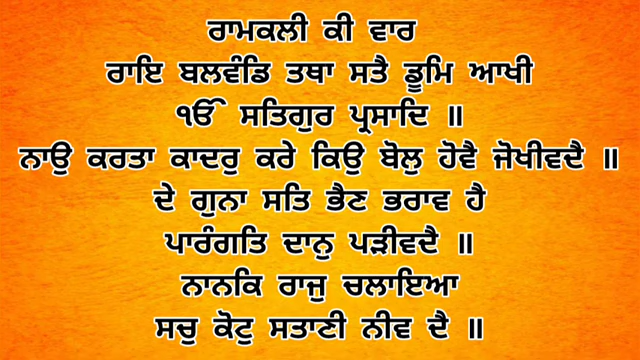 ਰਾਮਕਲੀ ਕੀ ਵਾਰ
ਰਾਇ ਬਲਵੰਡਿ ਤਥਾ ਸਤੈ ਡੂਮਿ ਆਖੀ
ੴ ਸਤਿਗੁਰ ਪ੍ਰਸਾਦਿ ॥
ਨਾਉ ਕਰਤਾ ਕਾਦਰੁ ਕਰੇ ਕਿਉ ਬੋਲੁ ਹੋਵੈ ਜੋਖੀਵਦੈ ॥
ਦੇ ਗੁਨਾ ਸਤਿ ਭੈਣ ਭਰਾਵ ਹੈ
ਪਾਰੰਗਤਿ ਦਾਨੁ ਪੜੀਵਦੈ ॥
ਨਾਨਕਿ ਰਾਜੁ ਚਲਾਇਆ
ਸਚੁ ਕੋਟੁ ਸਤਾਣੀ ਨੀਵ ਦੈ ॥